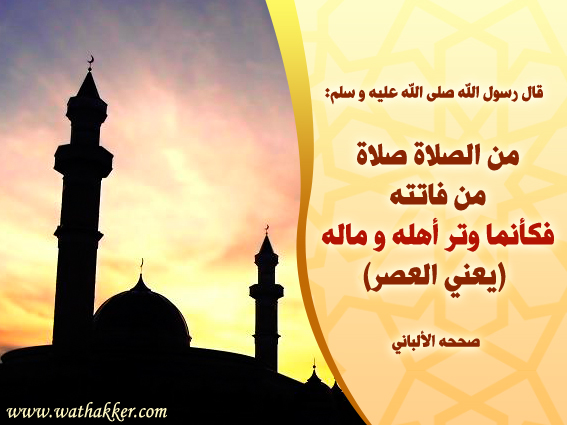 قال رسول الله صلى الله عليه و سلم:
من الصلاة صلاة
من فاتته
فكأنما وتر أهله و ماله
(يعني العصر)
صححه الألباني
www.wathakker.com